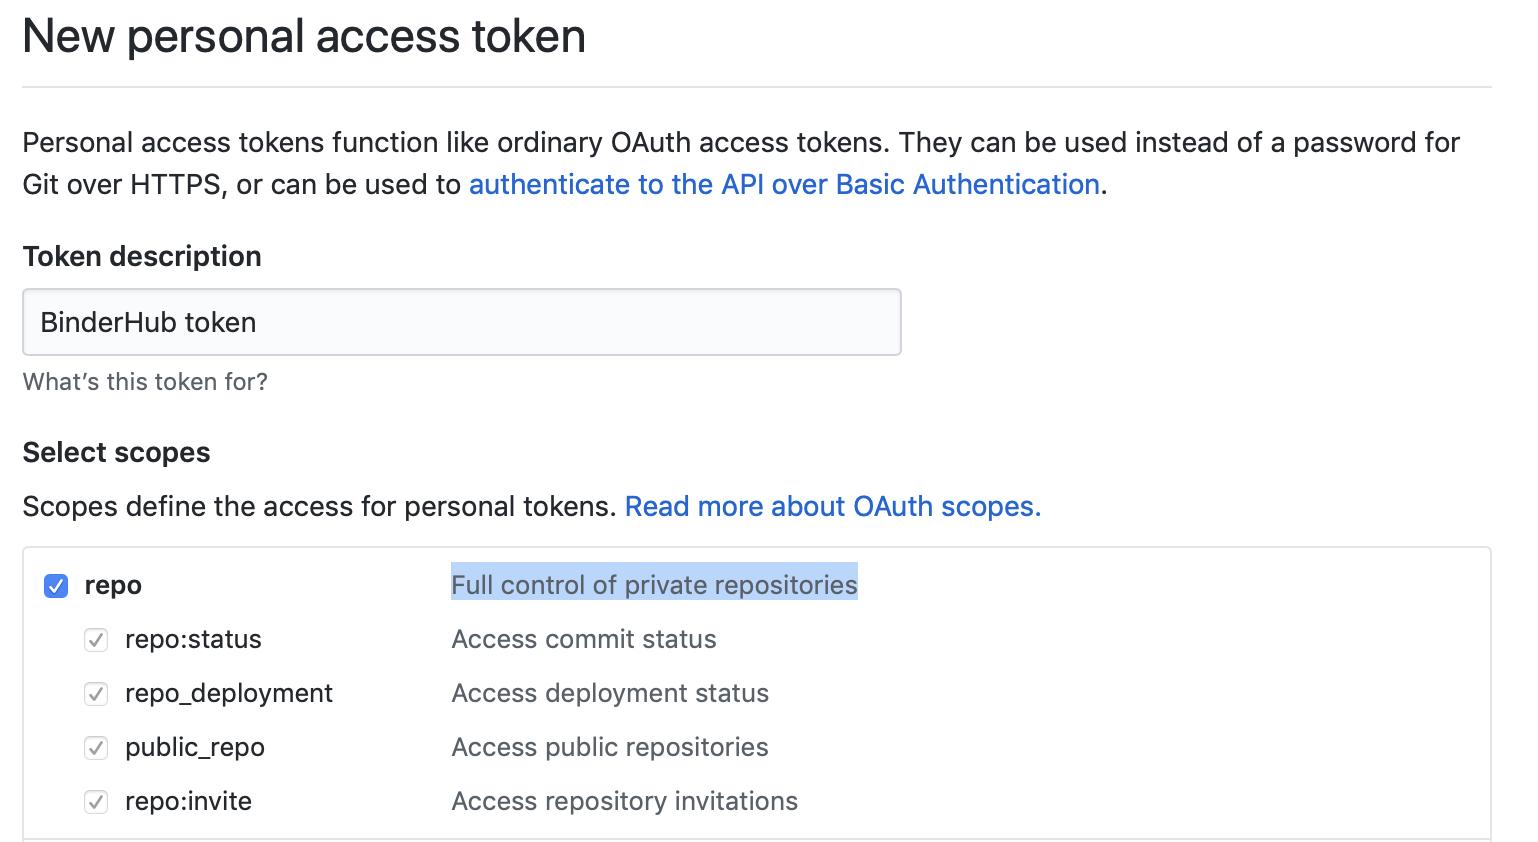 New personal access token
Personal access tokens function like ordinary OAuth access tokens. They can be used instead of a password for
Git over HTTPS, or can be used to authenticate to the API over Basic Authentication.
Token description
BinderHub token
What’s this token for?
Select scopes
Scopes define the access for personal tokens. Read more about OAuth scopes.
repo Full control of private repositories
repo:status Access commit status
repo_deployment Access deployment status
public_repo Access public repositories
repo:invite Access repository invitations